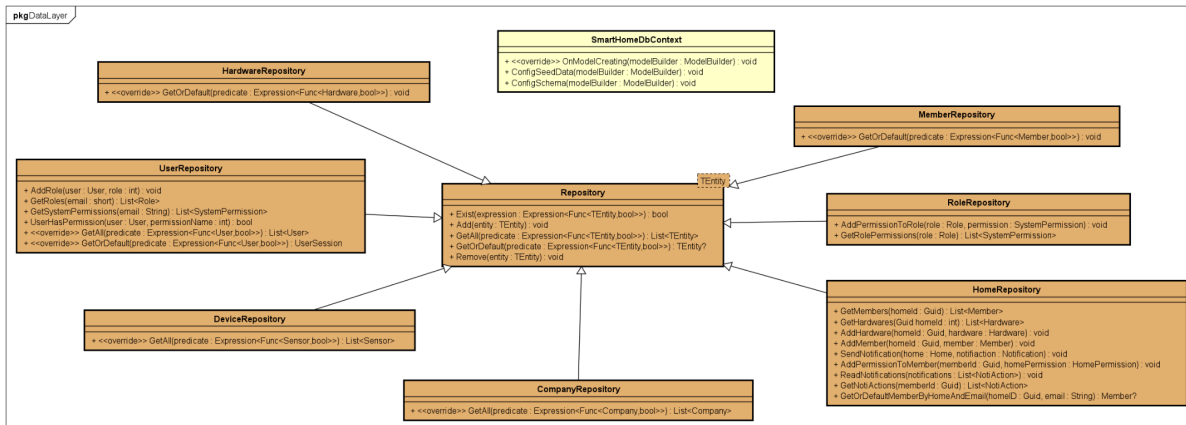 pkg DataLayer
SmartHomeDbContext
+ <<override>> OnModelCreating(modelBuilder : ModelBuilder) : void
+ ConfigSeedData(modelBuilder : ModelBuilder) : void
+ ConfigSchema(modelBuilder : ModelBuilder) : void
HardwareRepository
+ <<override>> GetOrDefault(predicate : Expression<Func<Hardware,bool>>) : void
MemberRepository
+ <<override>> GetOrDefault(predicate : Expression<Func<Member,bool>>) : void
UserRepository
+ AddRole(user : User, role : int) : void
+ GetRoles(email : short) : List<Role>
+ GetSystemPermissions(email : String) : List<SystemPermission>
+ UserHasPermission(user : User, permissionName : int) : bool
+ <<override>> GetAll(predicate : Expression<Func<User,bool>>) : List<User>
+ <<override>> GetOrDefault(predicate : Expression<Func<User,bool>>) : UserSession
TEntity
Repository
+ Exist(expression : Expression<Func<TEntity,bool>>) : bool
+ Add(entity : TEntity) : void
+ GetAll(predicate : Expression<Func<TEntity,bool>>) : List<TEntity>
+ GetOrDefault(predicate : Expression<Func<TEntity,bool>>) : TEntity?
+ Remove(entity : TEntity) : void
RoleRepository
+ AddPermissionToRole(role : Role, permission : SystemPermission) : void
+ GetRolePermissions(role : Role) : List<SystemPermission>
HomeRepository
+ GetMembers(homeId : Guid) : List<Member>
+ GetHardwares(Guid homeId : int) : List<Hardware>
+ AddHardware(homeId : Guid, hardware : Hardware) : void
+ AddMember(homeId : Guid, member : Member) : void
+ SendNotification(home : Home, notifiaction : Notification) : void
+ AddPermissionToMember(memberId : Guid, homePermission : HomePermission) : void
+ ReadNotifications(notifications : List<NotiAction>) : void
+ GetNotiActions(memberId : Guid) : List<NotiAction>
+ GetOrDefaultMemberByHomeAndEmail(homeID : Guid, email : String) : Member?
DeviceRepository
+ <<override>> GetAll(predicate : Expression<Func<Sensor,bool>>) : List<Sensor>
CompanyRepository
+ <<override>> GetAll(predicate : Expression<Func<Company,bool>>) : List<Company>